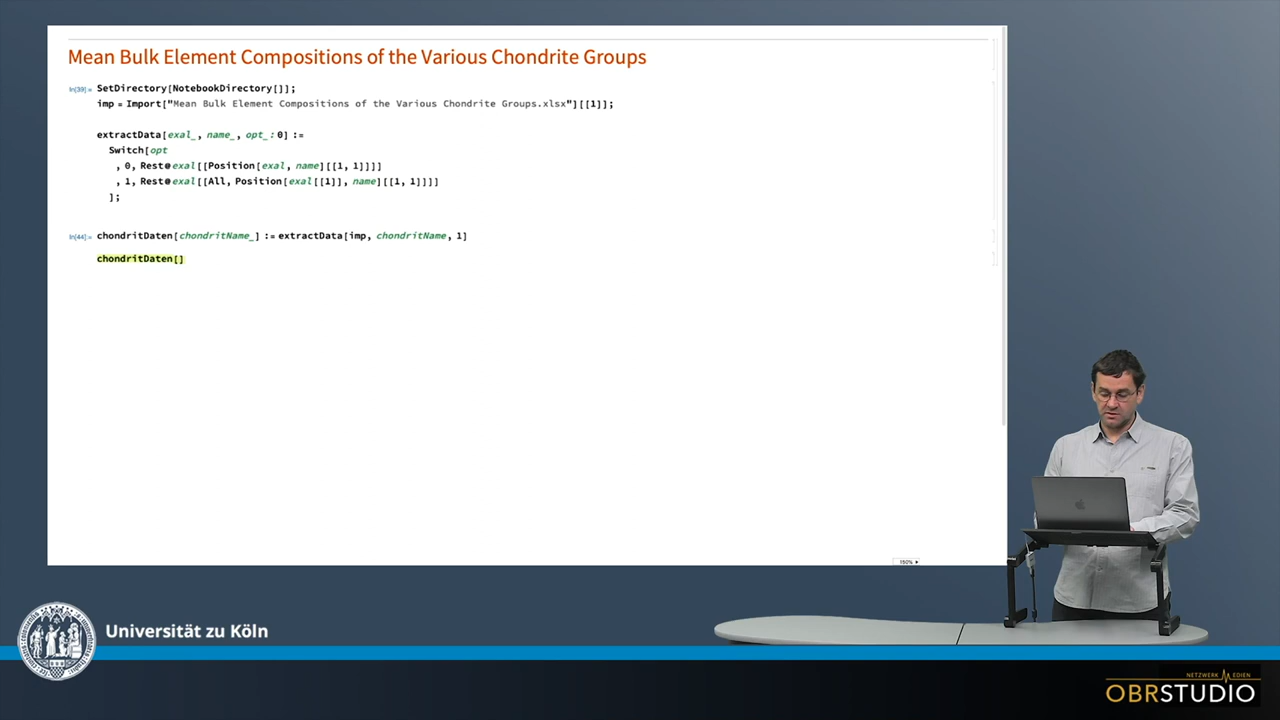 Mean Bulk Element Compositions of the Various Chondrite Groups
In[39]:= SetDirectory[NotebookDirectory[]];
imp = Import["Mean Bulk Element Compositions of the Various Chondrite Groups.xlsx"][[1]];
extractData[exal_, name_, opt_: 0] :=
Switch[opt
, 0, Rest@exal[[Position[exal, name][[1, 1]]]]
, 1, Rest@exal[[All, Position[exal[[1]], name][[1, 1]]]]
];
In[44]:= chondritDaten[chondritName_] := extractData[imp, chondritName, 1]
chondritDaten[]
150%
Universität zu Köln
NETZWERK MEDIEN
OBRSTUDIO